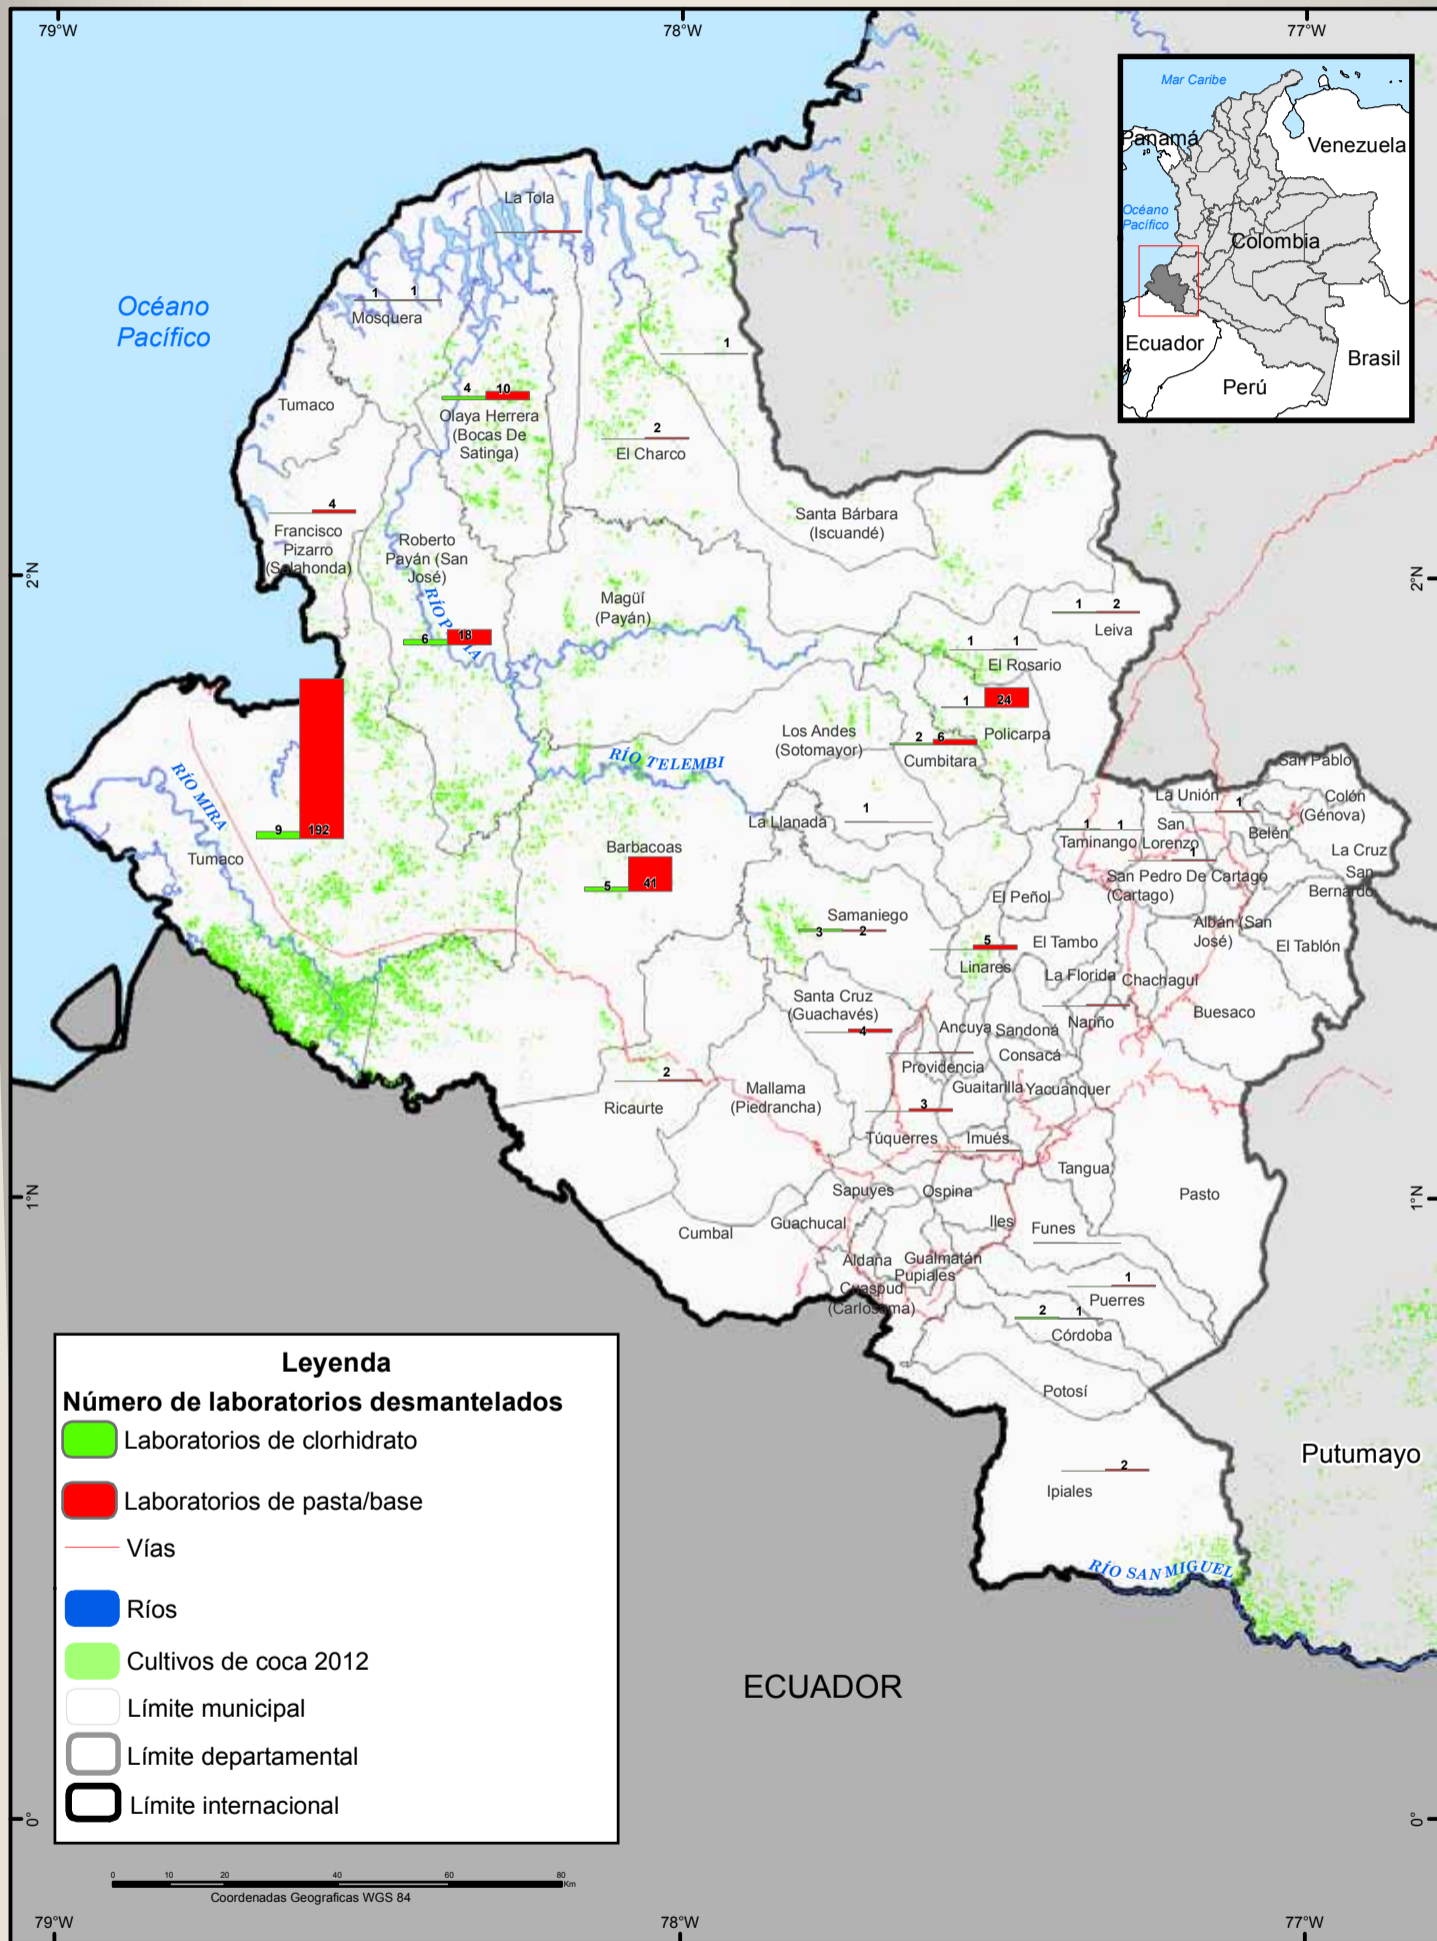 79°W
78°W
77°W
Mar Caribe
Panamá
Venezuela
Océano
Pacífico
Colombia
Ecuador
Brasil
Perú
La Tola
Océano
Pacífico
1
1
Mosquera
1
4
10
Tumaco
Olaya Herrera
(Bocas De
Satinga)
2
El Charco
4
Francisco
Pizarro
(Salahonda)
Roberto
Payán (San
José)
Santa Bárbara
(Iscuandé)
2°N
2°N
Magüí
(Payán)
1
2
Leiva
6
18
1
1
El Rosario
1
24
Policarpa
Los Andes
(Sotomayor)
2
6
Cumbitara
RÍO TELEMBI
RÍO MIRA
San Pablo
La Unión
1
Colón
(Génova)
9
192
Tumaco
La Llanada
1
1
1
Taminango
San
Lorenzo
Belén
La Cruz
1
San
Bernardo
San Pedro De Cartago
(Cartago)
Barbacoas
5
41
El Peñol
Samaniego
3
2
Albán (San
José)
El Tablón
5
Linares
El Tambo
La Florida
Chachaguí
Santa Cruz
(Guachavés)
4
Nariño
Buesaco
Ancuya
Sandoná
Consacá
Providencia
Guaitarilla
Yacuanquer
2
Ricaurte
Mallama
(Piedrancha)
3
Túquerres
Imués
Tangua
Pasto
1°N
1°N
Sapuyes
Ospina
Cumbal
Guachucal
Iles
Funes
Aldaña
Gualmatán
Pupiales
Cuaspud
(Carlosama)
1
Puerres
2
1
Córdoba
Potosí
2
Ipiales
Putumayo
RÍO SAN MIGUEL
ECUADOR
Leyenda
Número de laboratorios desmantelados
Laboratorios de clorhidrato
Laboratorios de pasta/base
Vías
Ríos
Cultivos de coca 2012
Límite municipal
Límite departamental
Límite internacional
0°
0°
0 10 20 40 60 80
Km
Coordenadas Geograficas WGS 84
79°W
78°W
77°W